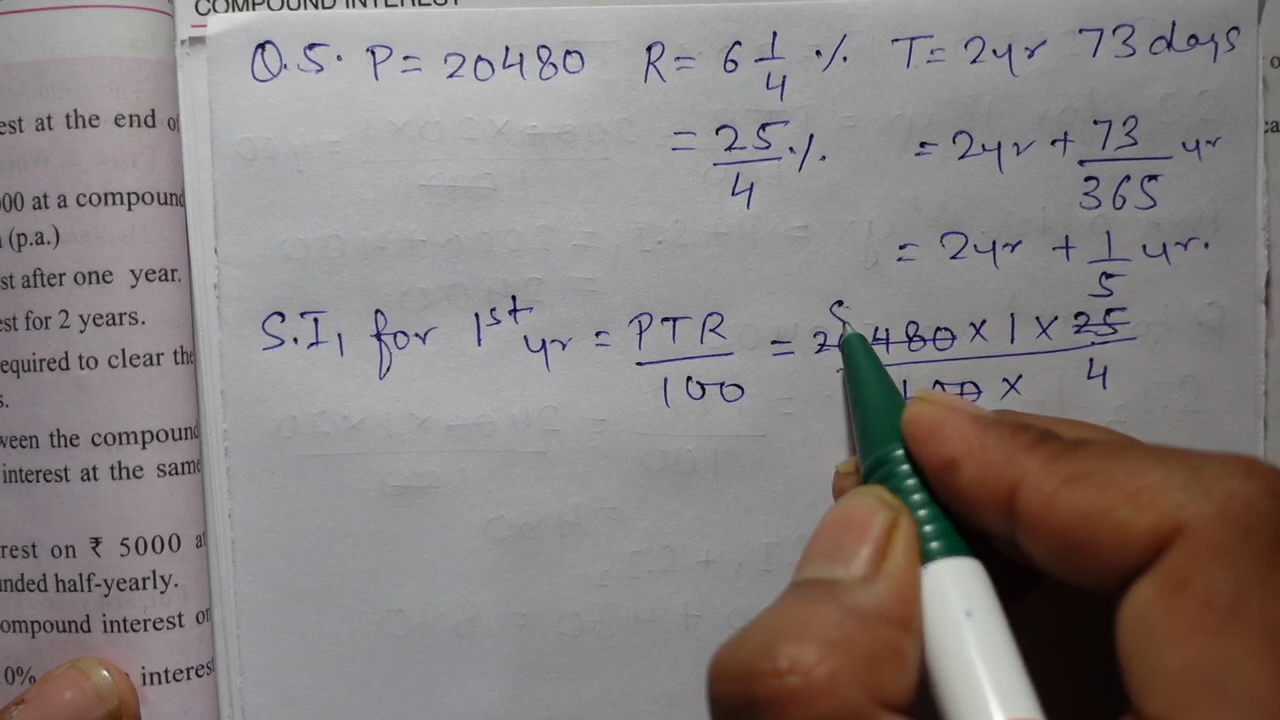 COMPOUND INTEREST
Q.5. P = 20480 R = 6 1/4 % T = 2yr 73 days
= 25/4 % = 2yr + 73/365 yr
= 2yr + 1/5 yr.
S.I, for 1st yr = PTR/100 = 20480 × 1 × 25 / 100 × 4
est at the end
00 at a compound
(p.a.)
st after one year.
est for 2 years.
equired to clear the
s.
ween the compound
interest at the same
rest on ₹ 5000
nded half-yearly.
ompound interest
0% interest